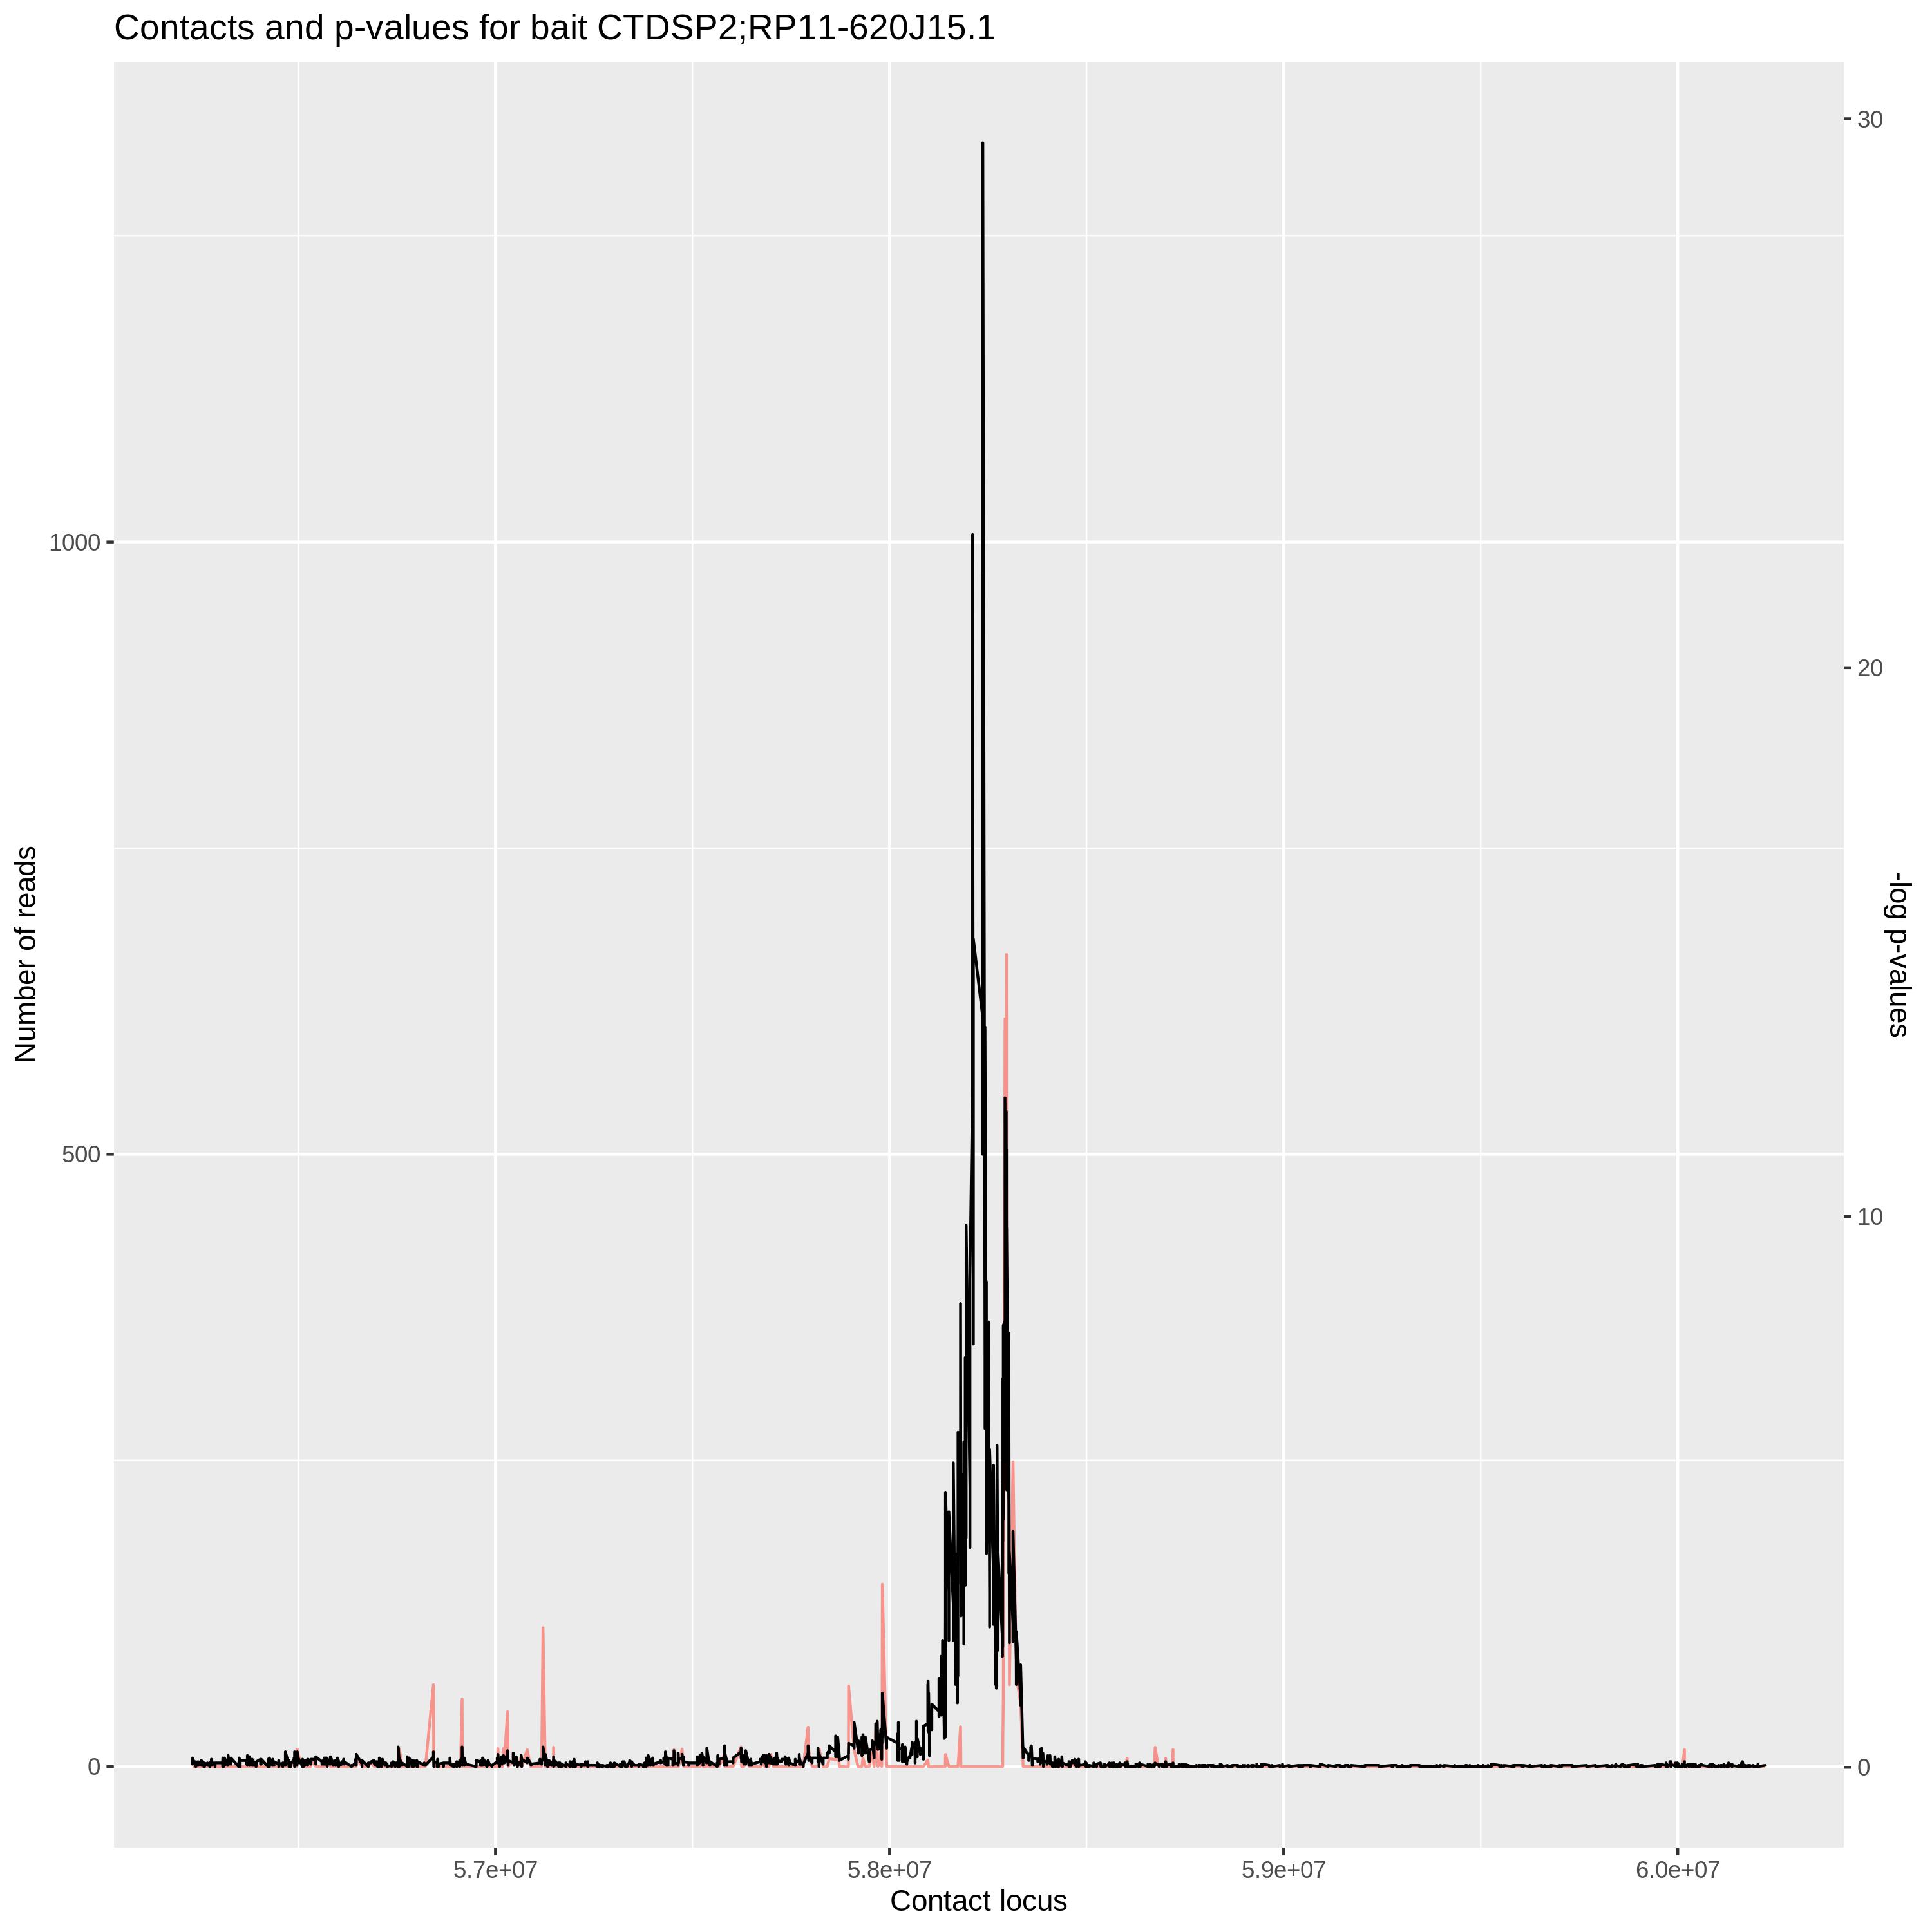 Contacts and p-values for bait CTDSP2;RP11-620J15.1
Number of reads
1000
500
0
30
20
10
0
-log p-values
5.7e+07
5.8e+07
5.9e+07
6.0e+07
Contact locus